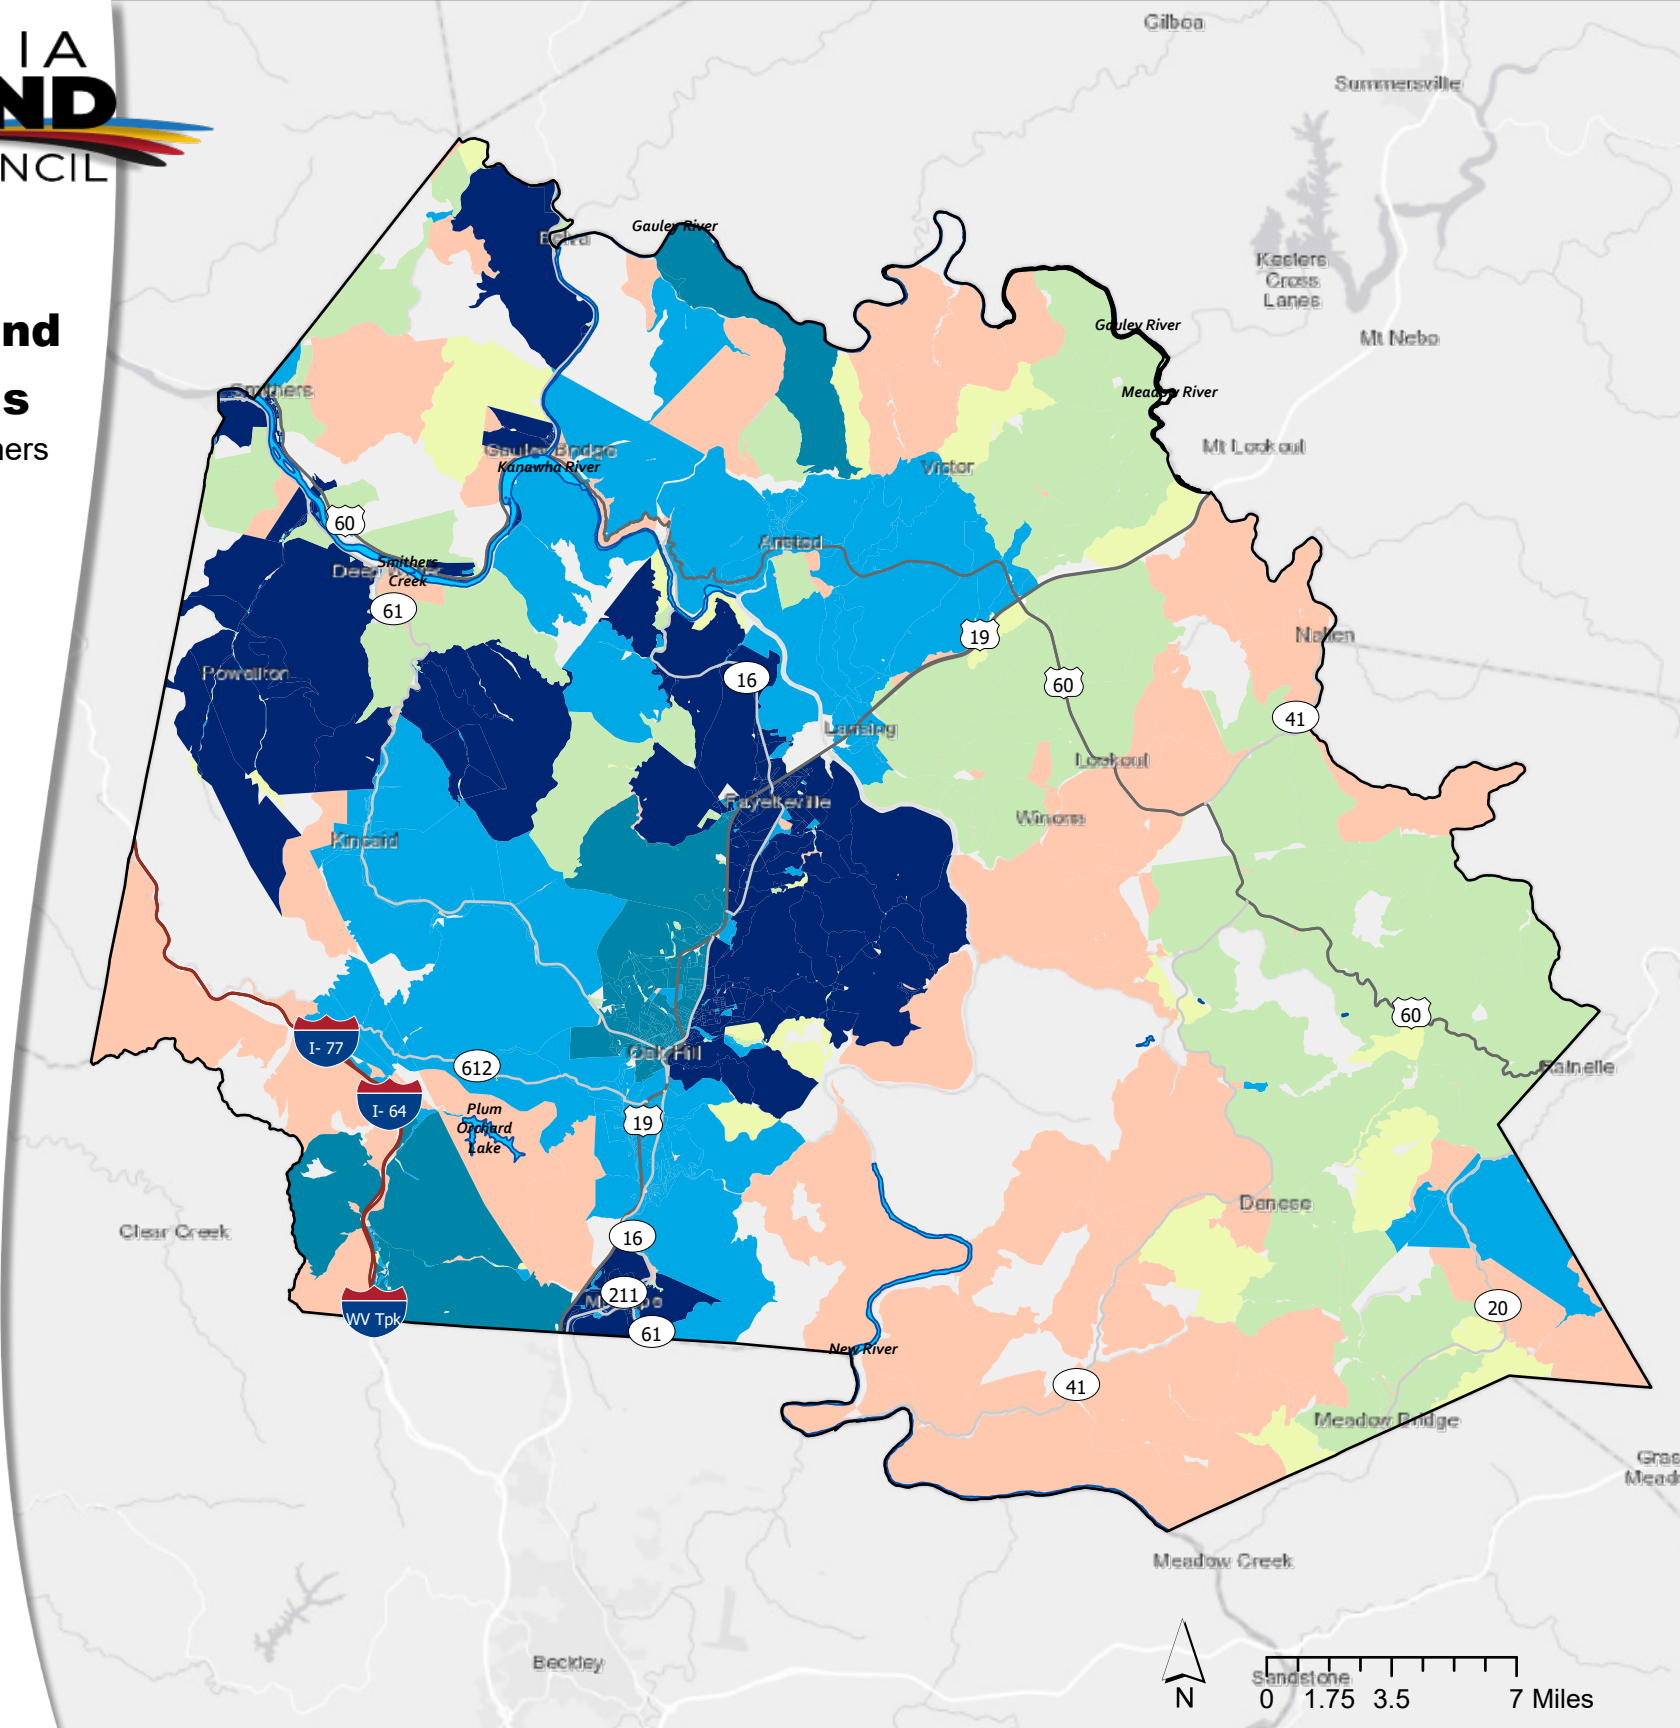 IA
ND
NCIL
nd
s
ners
Gilboa
Summersville
Gauley River
Keslers
Cross
Lanes
Gauley River
Mt Nebo
Smithers
Meadow River
Mt Lookout
Gauley Bridge
Kanawha River
Victor
60
Ansted
Smithers
Creek
61
19
Nallen
Powellton
16
60
41
Lansing
Lookout
Fayetteville
Winona
Kincaid
60
I- 77
Oak Hill
612
Rainelle
I- 64
Plum
Orchard
Lake
19
Danese
Clear Creek
16
211
20
WV Tpk
61
New River
41
Meadow Bridge
Meadow Creek
Beckley
Sandstone
N
0 1.75 3.5 7 Miles